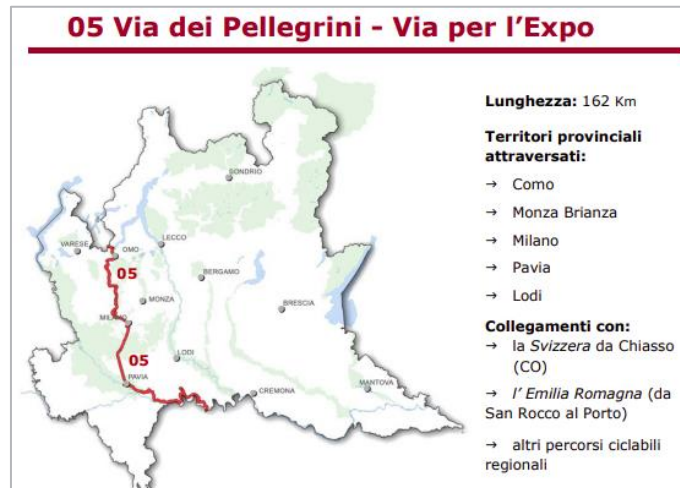 05 Via dei Pellegrini - Via per l'Expo
Lunghezza: 162 Km
Territori provinciali
attraversati:
→ Como
→ Monza Brianza
→ Milano
→ Pavia
→ Lodi
Collegamenti con:
→ la Svizzera da Chiasso
(CO)
→ l' Emilia Romagna (da
San Rocco al Porto)
→ altri percorsi ciclabili
regionali
SONDRIO
VARESE
OMO
LECCO
05
BERGAMO
MONZA
BRESCIA
MILANO
05
LODI
PAVIA
CREMONA
MANTOVA